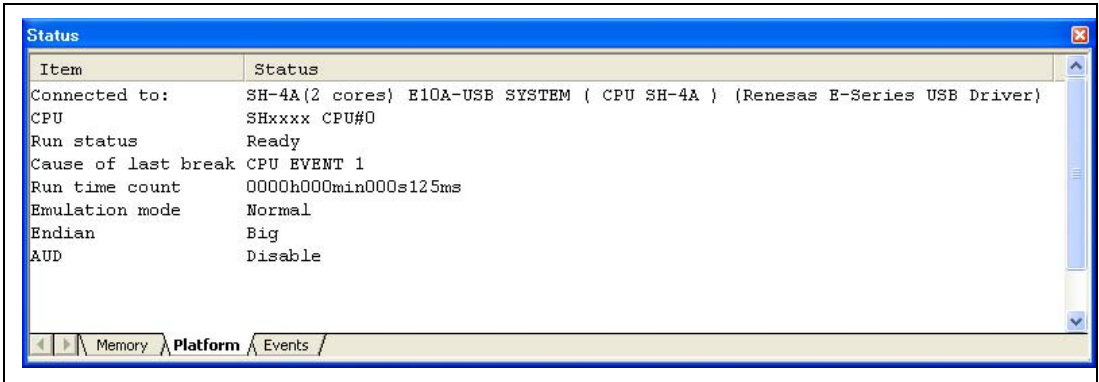 Status
Item Status
Connected to: SH-4A(2 cores) E10A-USB SYSTEM ( CPU SH-4A ) (Renesas E-Series USB Driver)
CPU SHxxxx CPU#0
Run status Ready
Cause of last break CPU EVENT 1
Run time count 0000h000min000s125ms
Emulation mode Normal
Endian Big
AUD Disable
Memory Platform Events